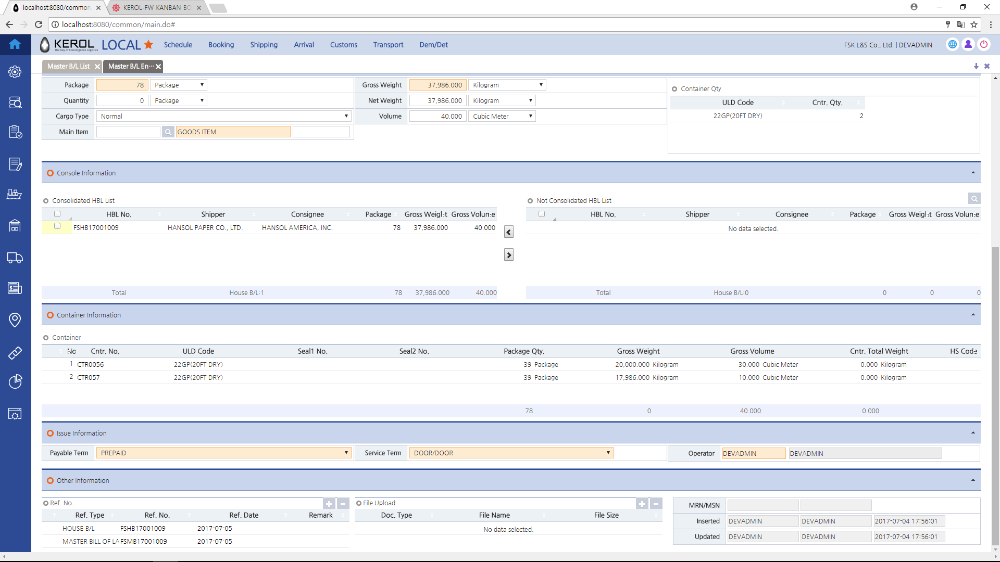 localhost:8080/common
KEROL-FW KANBAN BO
localhost:8080/common/main.do#
KEROL
The Key of Convergence Logistics
LOCAL
Schedule Booking Shipping Arrival Customs Transport Dem/Det
FSK L&S Co., Ltd. | DEVADMIN
Master B/L List
Master B/L En···
Package 78 Package
Gross Weight 37,986.000 Kilogram
Quantity 0 Package
Net Weight 37,986.000 Kilogram
Cargo Type Normal
Volume 40.000 Cubic Meter
Main Item GOODS ITEM
Container Qty
ULD Code Cntr. Qty.
22GP(20FT DRY) 2
Console Information
Consolidated HBL List
HBL No. Shipper Consignee Package Gross Weight Gross Volume
FSHB17001009 HANSOL PAPER CO., LTD. HANSOL AMERICA, INC. 78 37,986.000 40.000
Total House B/L:1 78 37,986.000 40.000
Not Consolidated HBL List
HBL No. Shipper Consignee Package Gross Weight Gross Volume
No data selected.
Total House B/L:0 0 0 0
Container Information
Container
No Cntr. No. ULD Code Seal1 No. Seal2 No. Package Qty. Gross Weight Gross Volume Cntr. Total Weight HS Code
1 CTR0056 22GP(20FT DRY) 39 Package 20,000.000 Kilogram 30.000 Cubic Meter 0.000 Kilogram
2 CTR057 22GP(20FT DRY) 39 Package 17,986.000 Kilogram 10.000 Cubic Meter 0.000 Kilogram
78 0 40.000 0.000
Issue Information
Payable Term PREPAID
Service Term DOOR/DOOR
Operator DEVADMIN DEVADMIN
Other Information
Ref. No.
Ref. Type Ref. No. Ref. Date Remark
HOUSE B/L FSHB17001009 2017-07-05
MASTER BILL OF LA FSMB17001009 2017-07-05
File Upload
Doc. Type File Name File Size
No data selected.
MRN/MSN
Inserted DEVADMIN DEVADMIN 2017-07-04 17:56:01
Updated DEVADMIN DEVADMIN 2017-07-04 17:56:01